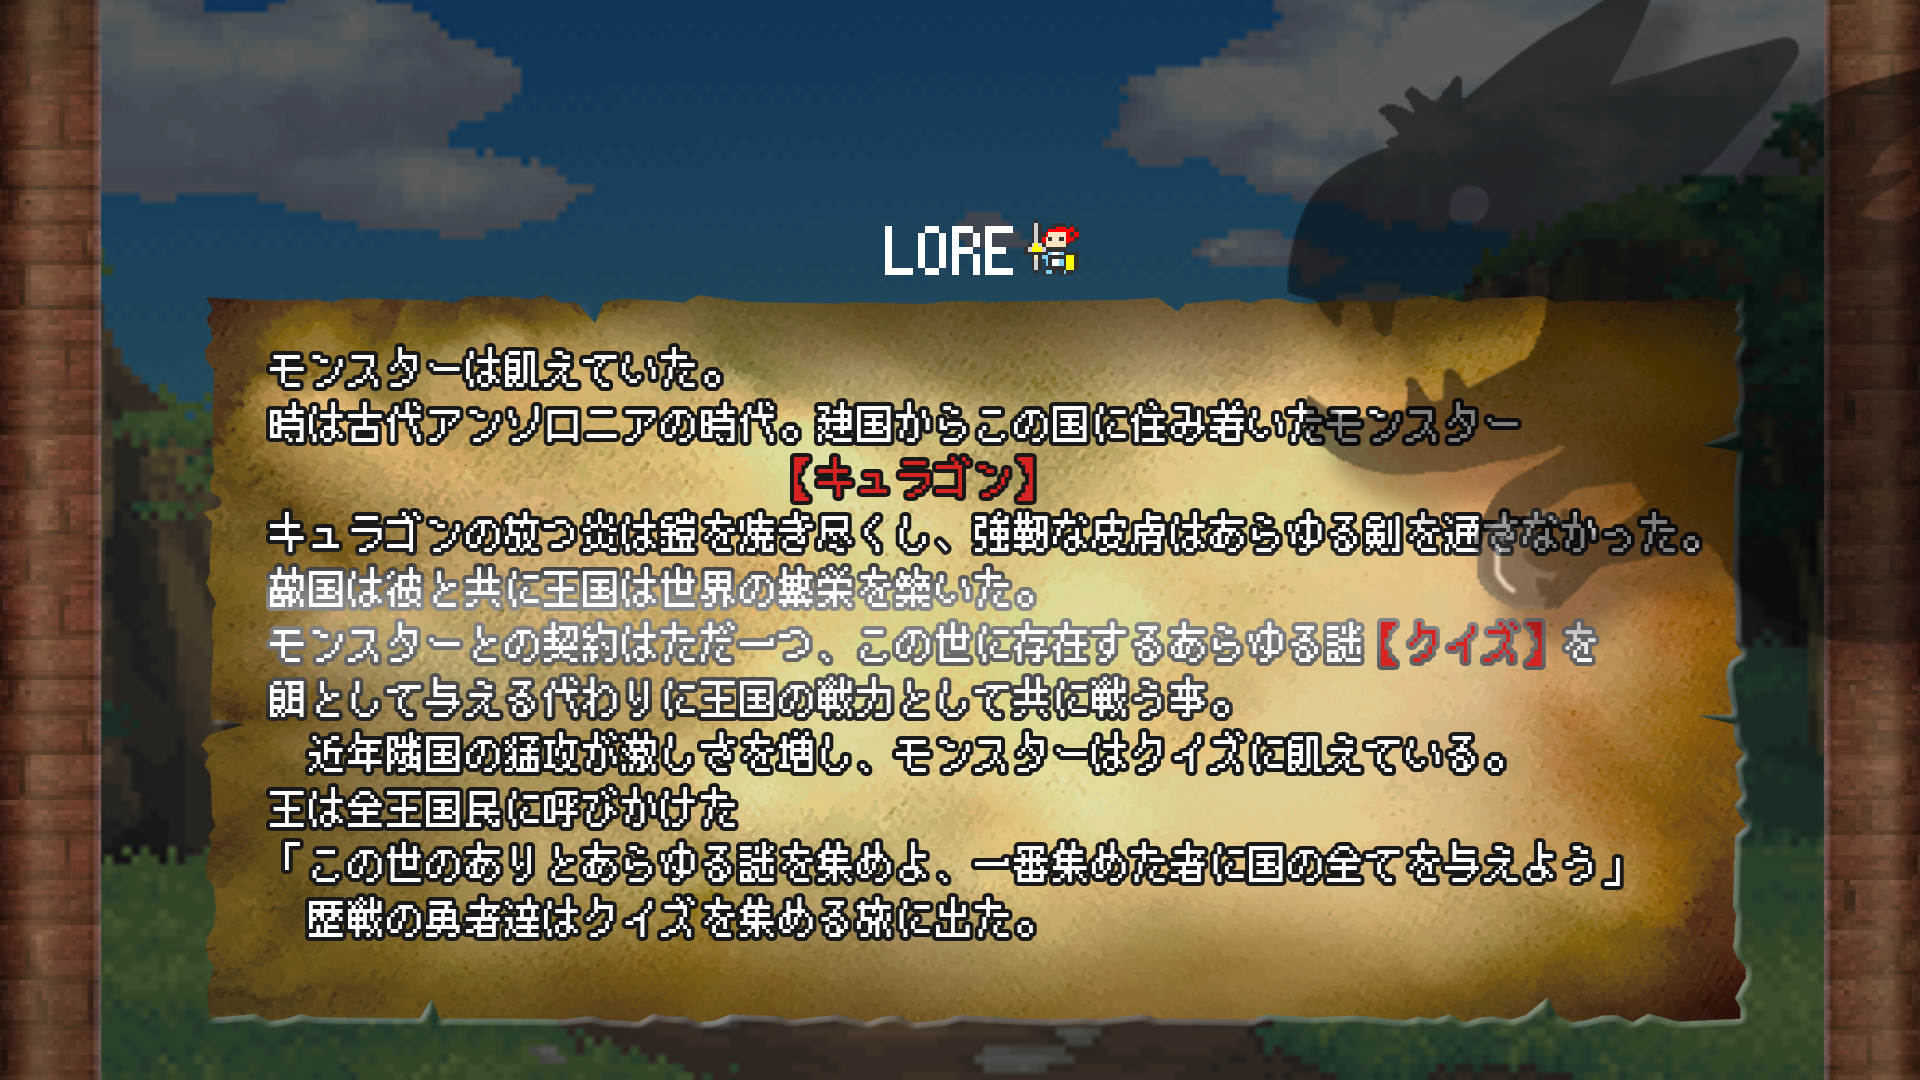 LORE
モンスターは飢えていた。
時は古代アンソロニアの時代。建国からこの国に住み着いたモンスター
【キュラゴン】
キュラゴンの放つ炎は鎧を焼き尽くし、強靭な皮膚はあらゆる剣を通さなかった。
故国は彼と共に王国は世界の繁栄を築いた。
モンスターとの契約はただ一つ、この世に存在するあらゆる謎【クイズ】を
餌として与える代わりに王国の戦力として共に戦う事。
近年隣国の猛攻が激しさを増し、モンスターはクイズに飢えている。
王は全王国民に呼びかけた
「この世のありとあらゆる謎を集めよ、一番集めた者に国の全てを与えよう」
歴戦の勇者達はクイズを集める旅に出た。